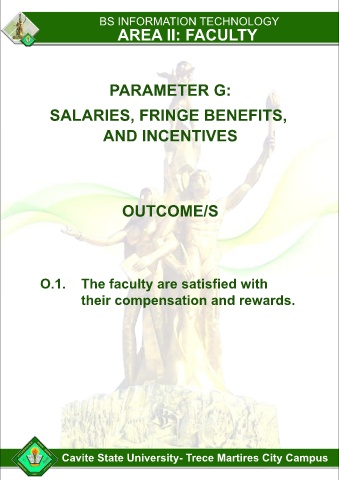 BS INFORMATION TECHNOLOGY
AREA II: FACULTY
PARAMETER G:
SALARIES, FRINGE BENEFITS,
AND INCENTIVES
OUTCOME/S
O.1. The faculty are satisfied with
their compensation and rewards.
Cavite State University- Trece Martires City Campus